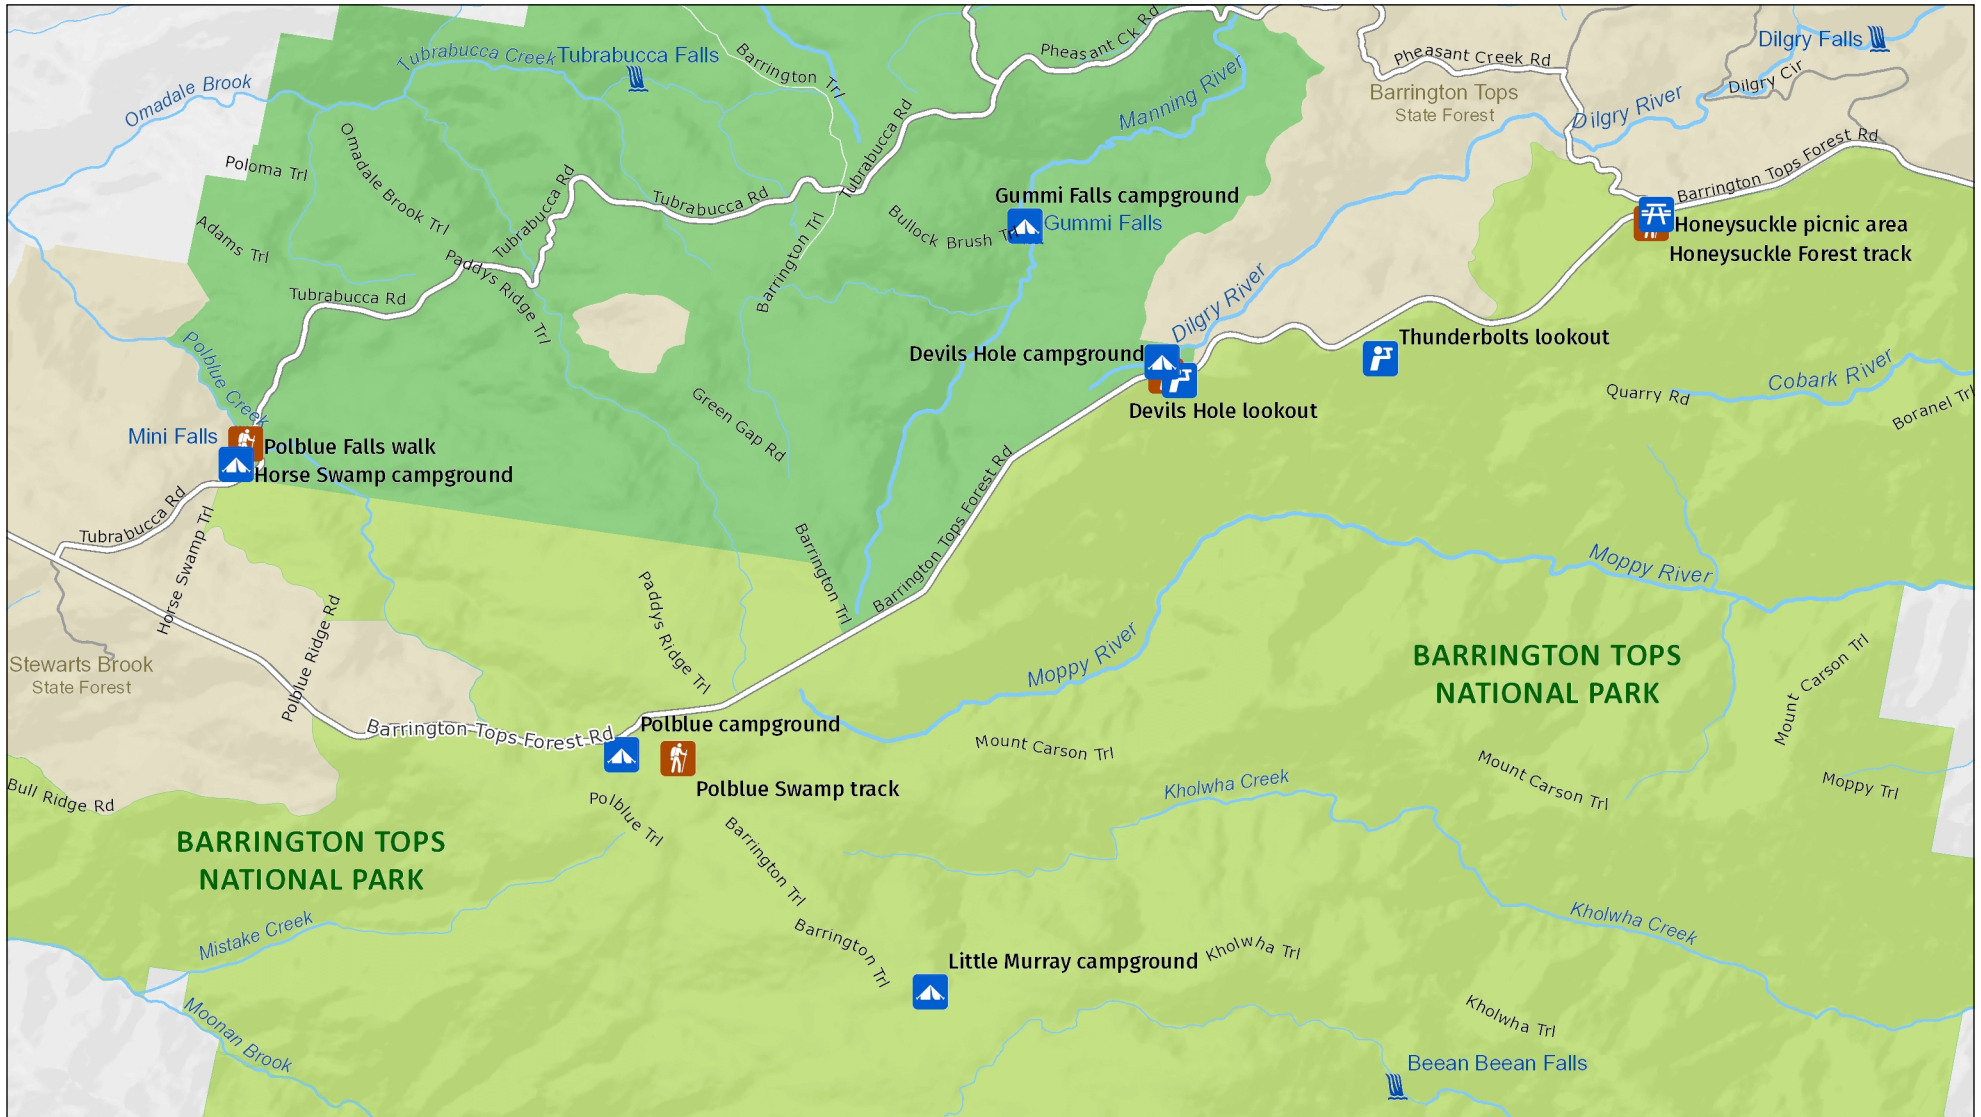 Tubrabucca Creek
Tubrabucca Falls
Barrington Trl
Pheasant Ck Rd
Pheasant Creek Rd
Dilgry Falls
Dilgry Cir
Omadale Brook
Manning River
Barrington Tops
State Forest
Dilgry River
Barrington Tops Forest Rd
Poloma Trl
Omadale Brook Trl
Tubrabucca Rd
Tubrabucca Rd
Tubrabucca Rd
Gummi Falls campground
Gummi Falls
Bullock Brush Trl
Honeysuckle picnic area
Honeysuckle Forest track
Adams Trl
Paddys Ridge Trl
Barrington Trl
Tubrabucca Rd
Dilgry River
Thunderbolts lookout
Devils Hole campground
Devils Hole lookout
Polblue Creek
Green Gap Rd
Quarry Rd
Cobark River
Boranel Trl
Mini Falls
Polblue Falls walk
Horse Swamp campground
Tubrabucca Rd
Horse Swamp Trl
Barrington Tops Forest Rd
Barrington Trl
Moppy River
Paddys Ridge Trl
Polblue Ridge Rd
Stewarts Brook
State Forest
Moppy River
BARRINGTON TOPS
NATIONAL PARK
Mount Carson Trl
Barrington Tops Forest Rd
Polblue campground
Polblue Swamp track
Mount Carson Trl
Mount Carson Trl
Moppy Trl
Bull Ridge Rd
Kholwha Creek
Polblue Trl
Barrington Trl
BARRINGTON TOPS
NATIONAL PARK
Mistake Creek
Barrington Trl
Kholwha Creek
Little Murray campground
Kholwha Trl
Kholwha Trl
Moonan Brook
Beean Beean Falls